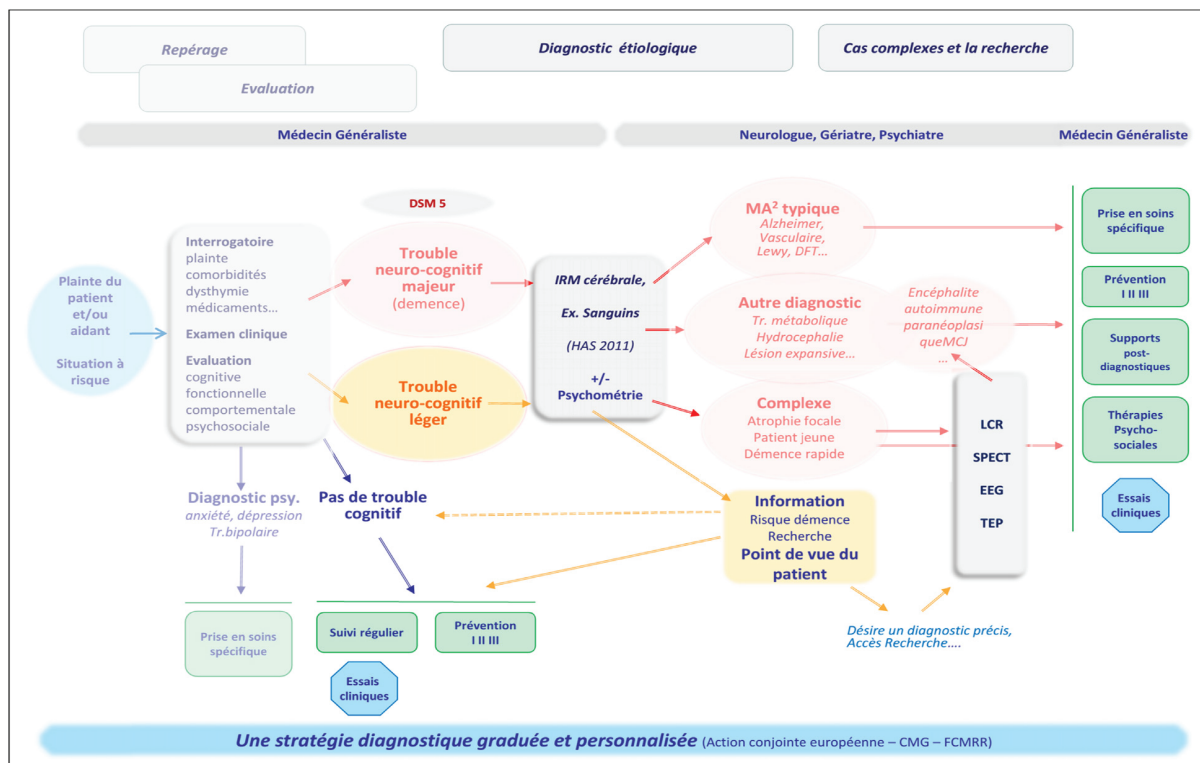 Repérage
Evaluation
Diagnostic étiologique
Cas complexes et la recherche
Médecin Généraliste
Neurologue, Gériatre, Psychiatre
Médecin Généraliste
Plainte du
patient
et/ou
aidant
Situation à
risque
Interrogatoire
plainte
comorbidités
dysthymie
médicaments...
Examen clinique
Evaluation
cognitive
fonctionnelle
comportementale
psychosociale
DSM 5
Trouble
neuro-cognitif
majeur
(demence)
Trouble
neuro-cognitif
léger
IRM cérébrale,
Ex. Sanguins
(HAS 2011)
+/-
Psychométrie
MA² typique
Alzheimer,
Vasculaire,
Lewy, DFT...
Autre diagnostic
Tr. métabolique
Hydrocephalie
Lésion expansive...
Encéphalite
autoimmune
paranéoplasi
queMCJ
...
Complexe
Atrophie focale
Patient jeune
Démence rapide
LCR
SPECT
EEG
TEP
Prise en soins
spécifique
Prévention
I II III
Supports
post-
diagnostiques
Thérapies
Psycho-
sociales
Essais
cliniques
Diagnostic psy.
anxiété, dépression
Tr.bipolaire
Pas de trouble
cognitif
Information
Risque démence
Recherche
Point de vue du
patient
Prise en soins
spécifique
Suivi régulier
Prévention
I II III
Essais
cliniques
Désire un diagnostic précis,
Accès Recherche....
Une stratégie diagnostique graduée et personnalisée (Action conjointe européenne – CMG – FCMRR)